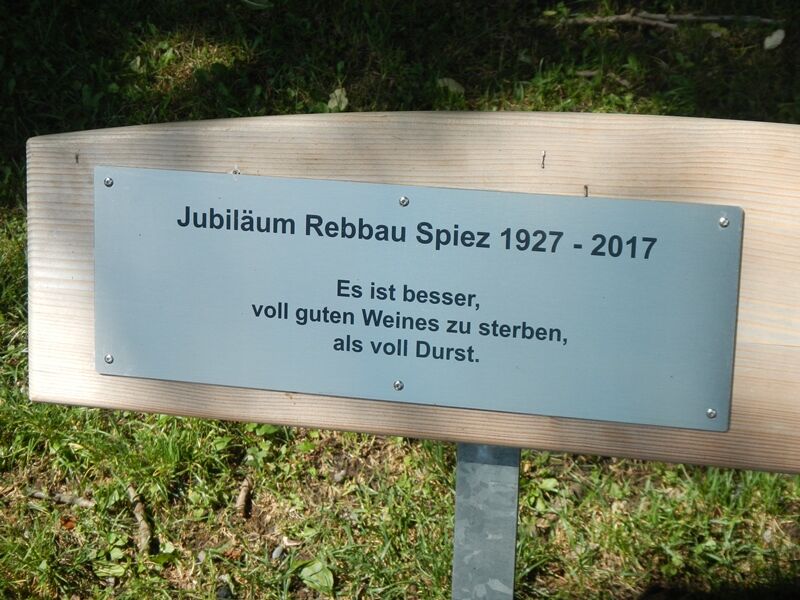 Jubiläum Rebbau Spiez 1927 - 2017
Es ist besser,
voll guten Weines zu sterben,
als voll Durst.